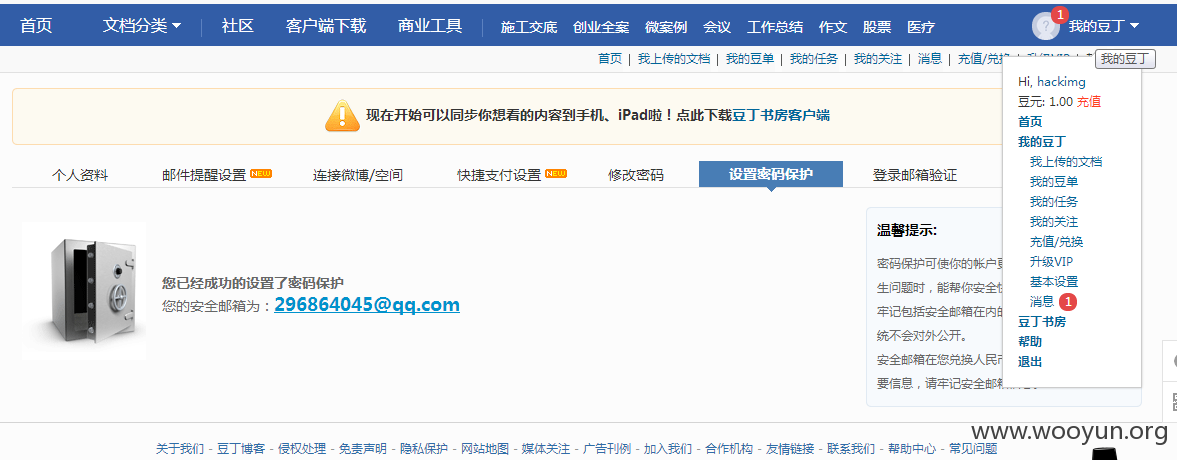 首页 文档分类 社区 客户端下载 商业工具 施工交底 创业全案 微案例 会议 工作总结 作文 股票 医疗 1 我的豆丁
首页 | 我上传的文档 | 我的豆单 | 我的任务 | 我的关注 | 消息 | 充值/兑换 我的豆丁
现在开始可以同步你想看的内容到手机、iPad啦！点此下载豆丁书房客户端
Hi, hackimg
豆元: 1.00 充值
首页
我的豆丁
我上传的文档
我的豆单
我的任务
我的关注
充值/兑换
升级VIP
基本设置
消息 1
豆丁书房
帮助
退出
个人资料 邮件提醒设置 NEW 连接微博/空间 快捷支付设置 NEW 修改密码 设置密码保护 登录邮箱验证
您已经成功的设置了密码保护
您的安全邮箱为：296864045@qq.com
温馨提示:
密码保护可使你的帐户
生问题时，能帮你安全
牢记包括安全邮箱在内的
统不会对外公开。
安全邮箱在您兑换人民
要信息，请牢记安全邮
关于我们 - 豆丁博客 - 侵权处理 - 免责声明 - 隐私保护 - 网站地图 - 媒体关注 - 广告刊例 - 加入我们 - 合作机构 - 友情链接 - 联系我们 - 帮助中心 - 常见问题
www.wooyun.org